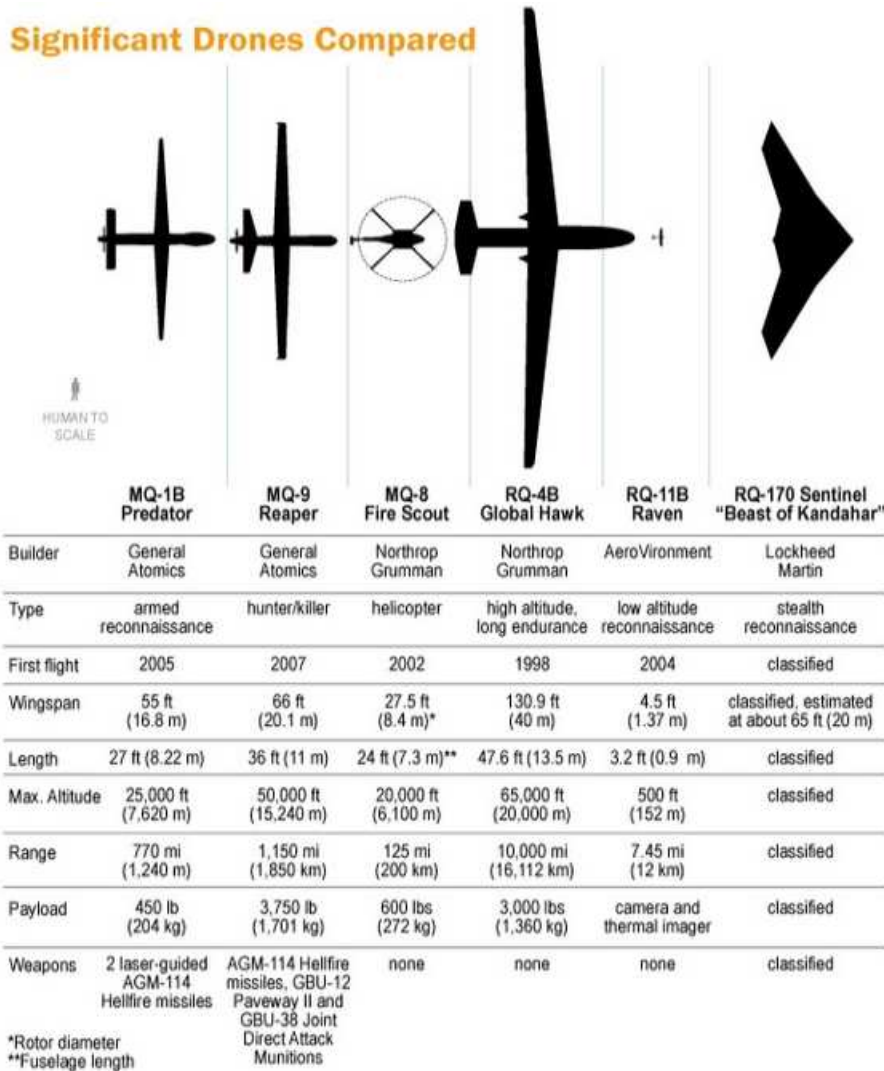 Significant Drones Compared
HUMAN TO
SCALE
MQ-1B
Predator
MQ-9
Reaper
MQ-8
Fire Scout
RQ-4B
Global Hawk
RQ-11B
Raven
RQ-170 Sentinel
“Beast of Kandahar”
Builder
General
Atomics
General
Atomics
Northrop
Grumman
Northrop
Grumman
AeroVironment
Lockheed
Martin
Type
armed
reconnaissance
hunter/killer
helicopter
high altitude,
long endurance
low altitude
reconnaissance
stealth
reconnaissance
First flight
2005
2007
2002
1998
2004
classified
Wingspan
55 ft
(16.8 m)
66 ft
(20.1 m)
27.5 ft
(8.4 m)*
130.9 ft
(40 m)
4.5 ft
(1.37 m)
classified, estimated
at about 65 ft (20 m)
Length
27 ft (8.22 m)
36 ft (11 m)
24 ft (7.3 m)**
47.6 ft (13.5 m)
3.2 ft (0.9 m)
classified
Max. Altitude
25,000 ft
(7,620 m)
50,000 ft
(15,240 m)
20,000 ft
(6,100 m)
65,000 ft
(20,000 m)
500 ft
(152 m)
classified
Range
770 mi
(1,240 m)
1,150 mi
(1,850 km)
125 mi
(200 km)
10,000 mi
(16,112 km)
7.45 mi
(12 km)
classified
Payload
450 lb
(204 kg)
3,750 lb
(1,701 kg)
600 lbs
(272 kg)
3,000 lbs
(1,360 kg)
camera and
thermal imager
classified
Weapons
2 laser-guided
AGM-114
Hellfire missiles
AGM-114 Hellfire
missiles, GBU-12
Paveway II and
GBU-38 Joint
Direct Attack
Munitions
none
none
none
classified
*Rotor diameter
**Fuselage length